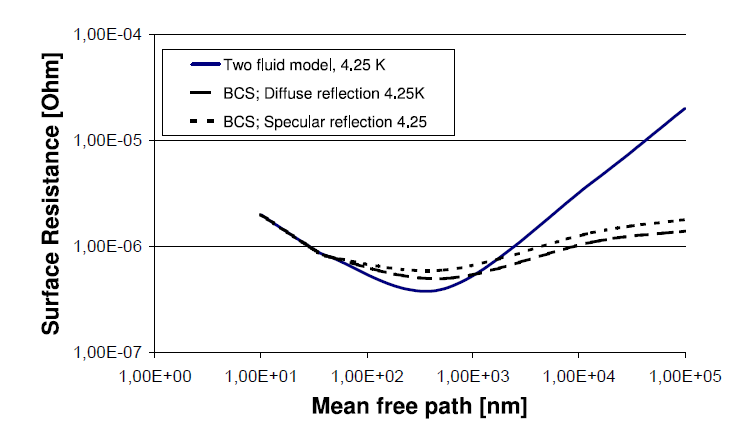 1,00E-04
Two fluid model, 4.25 K
BCS; Diffuse reflection 4.25K
BCS; Specular reflection 4.25
1,00E-05
1,00E-06
1,00E-07
Surface Resistance [Ohm]
1,00E+00 1,00E+01 1,00E+02 1,00E+03 1,00E+04 1,00E+05
Mean free path [nm]